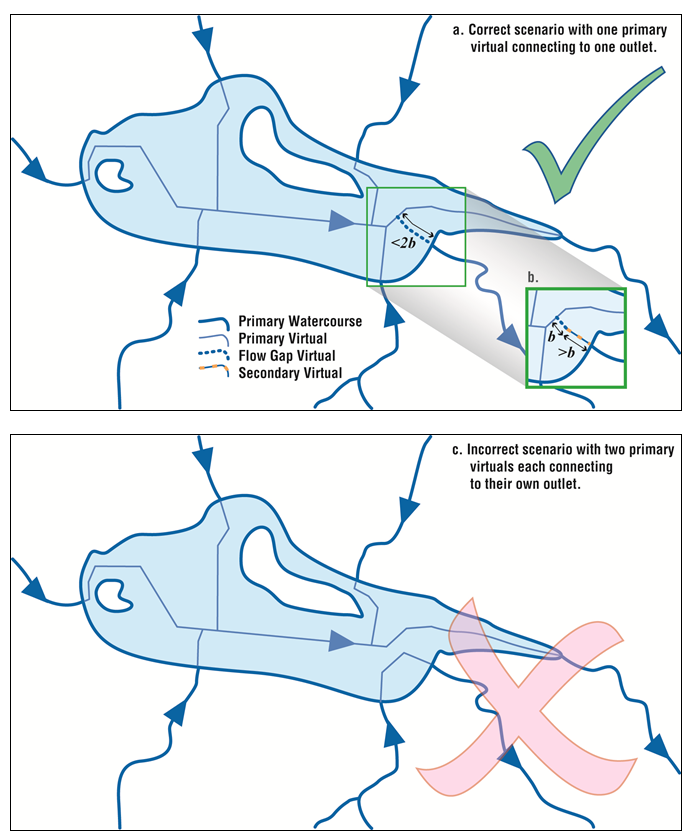 a. Correct scenario with one primary
virtual connecting to one outlet.
<2b
b.
b
>b
Primary Watercourse
Primary Virtual
Flow Gap Virtual
Secondary Virtual
c. Incorrect scenario with two primary
virtuals each connecting
to their own outlet.